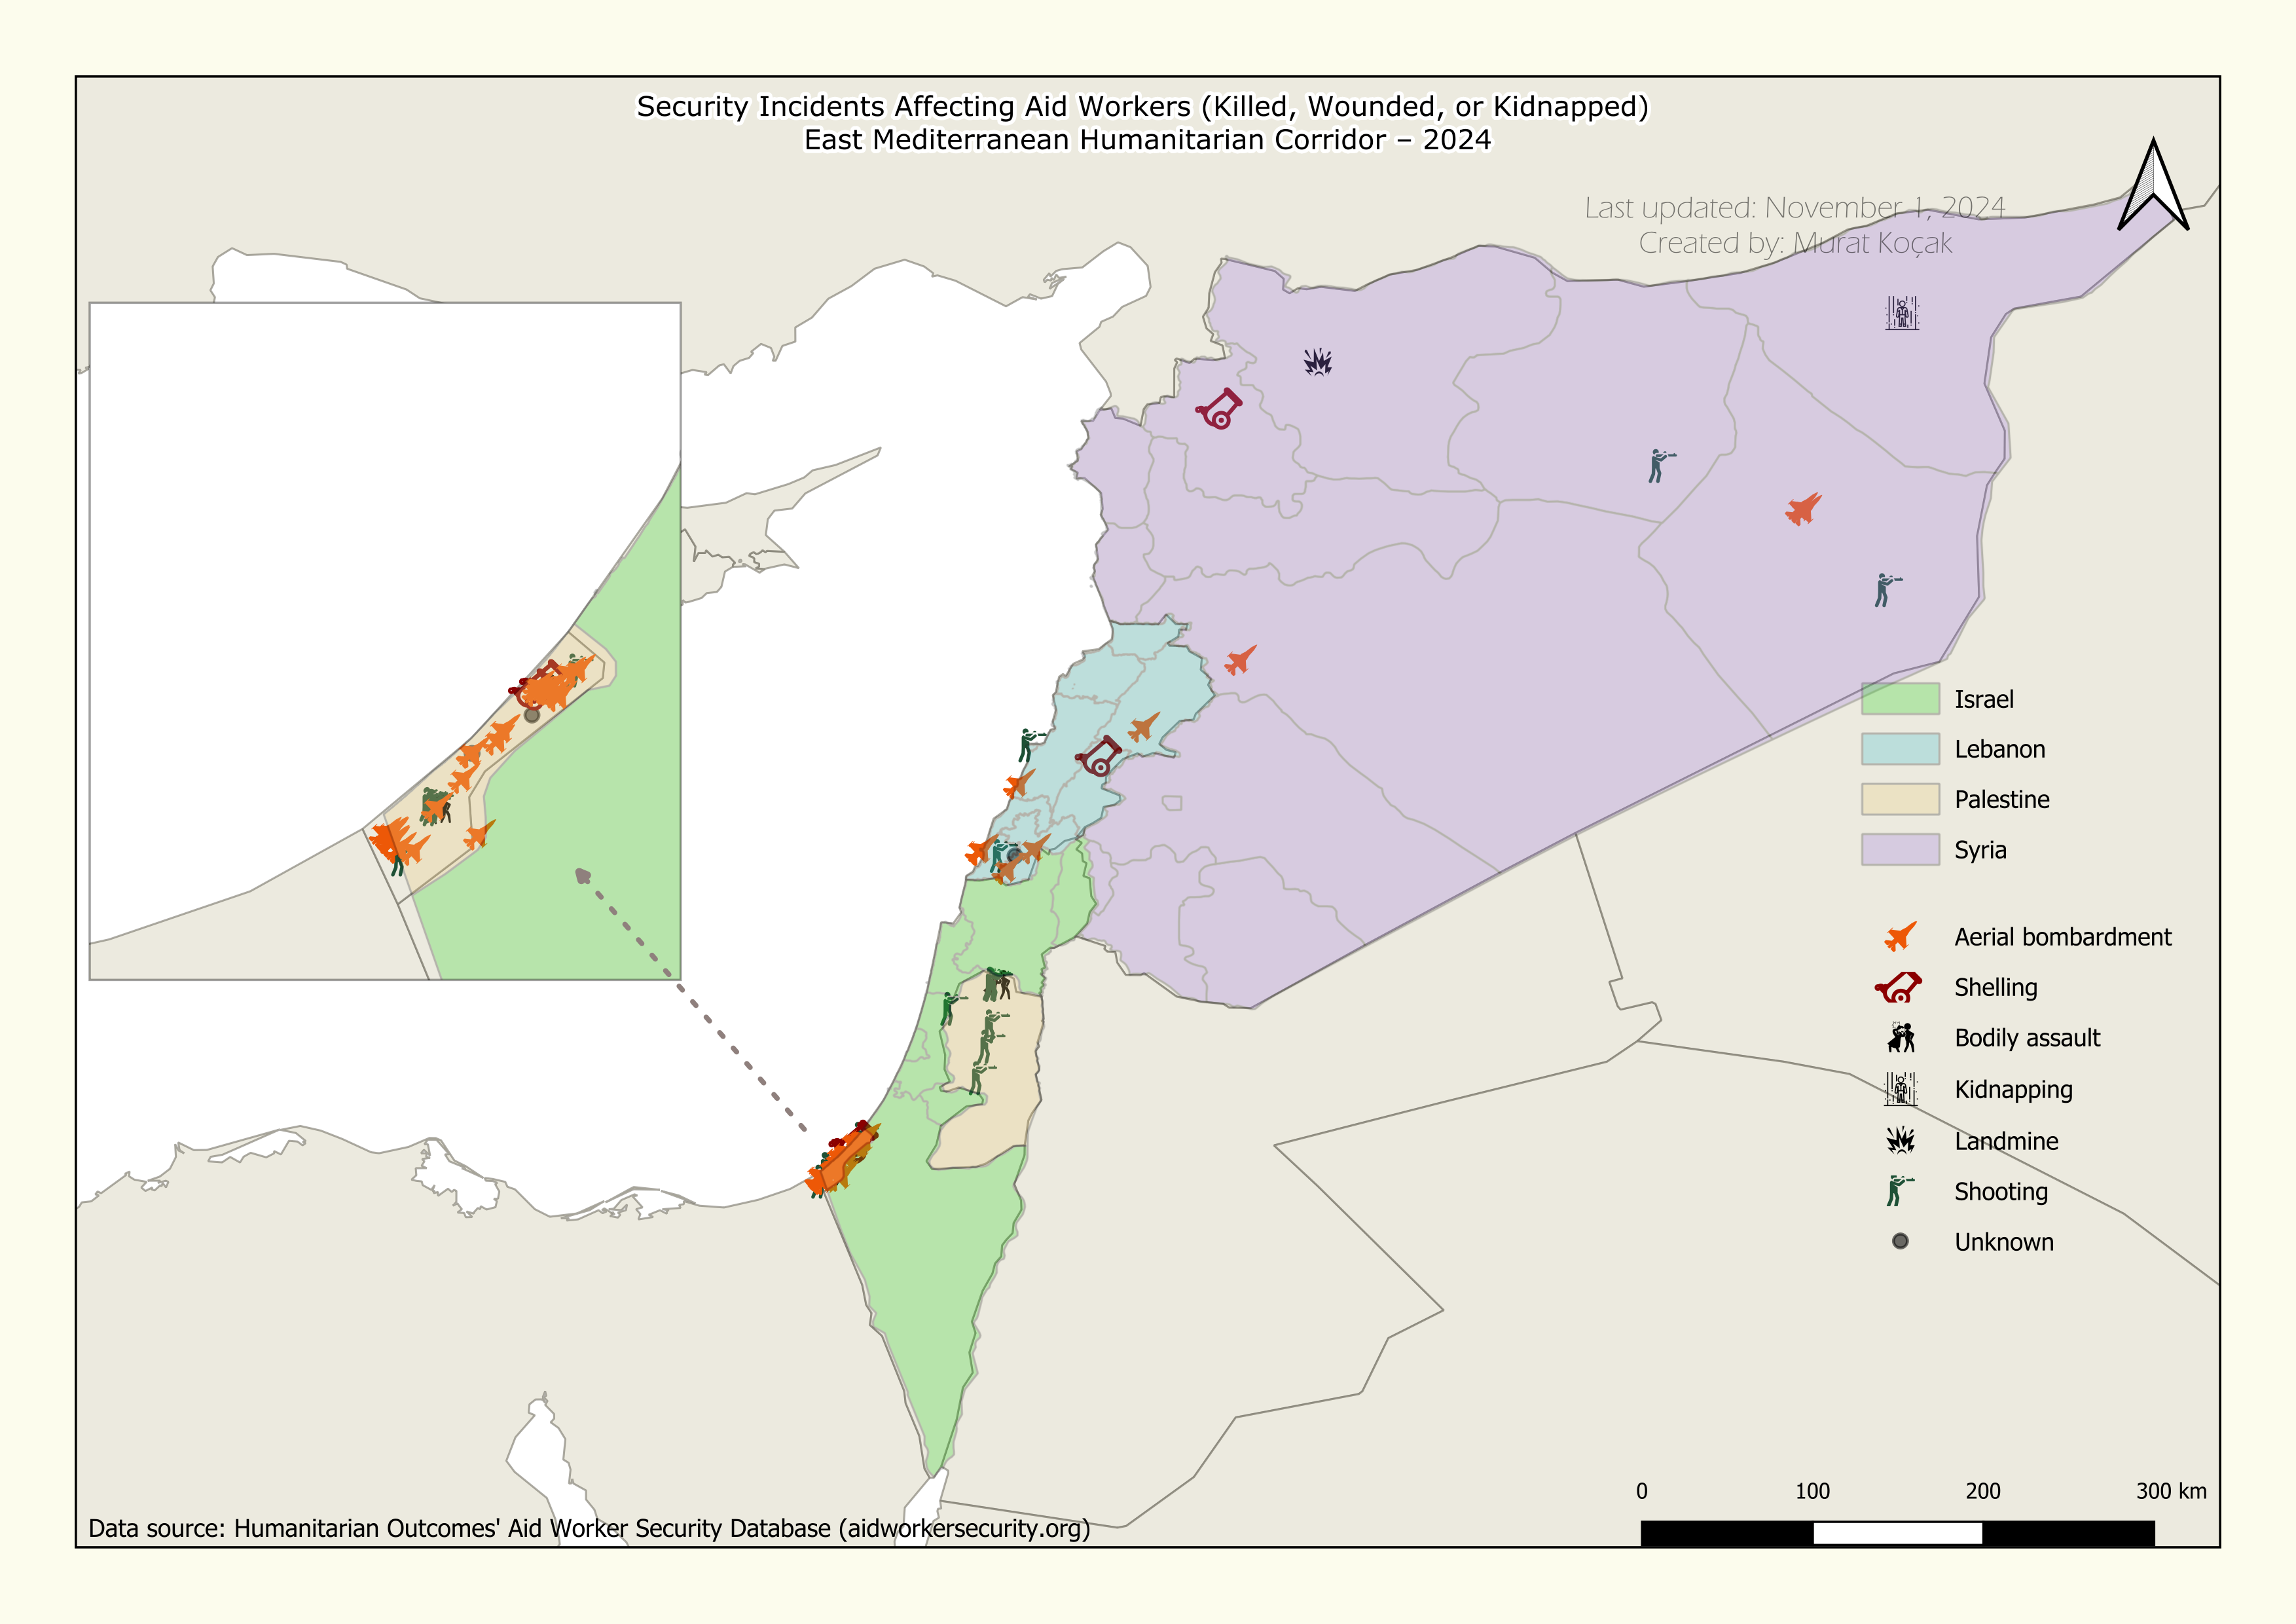 Security Incidents Affecting Aid Workers (Killed, Wounded, or Kidnapped)
East Mediterranean Humanitarian Corridor – 2024
Last updated: November 1, 2024
Created by: Murat Koçak
Israel
Lebanon
Palestine
Syria
Aerial bombardment
Shelling
Bodily assault
Kidnapping
Landmine
Shooting
Unknown
0 100 200 300 km
Data source: Humanitarian Outcomes' Aid Worker Security Database (aidworkersecurity.org)